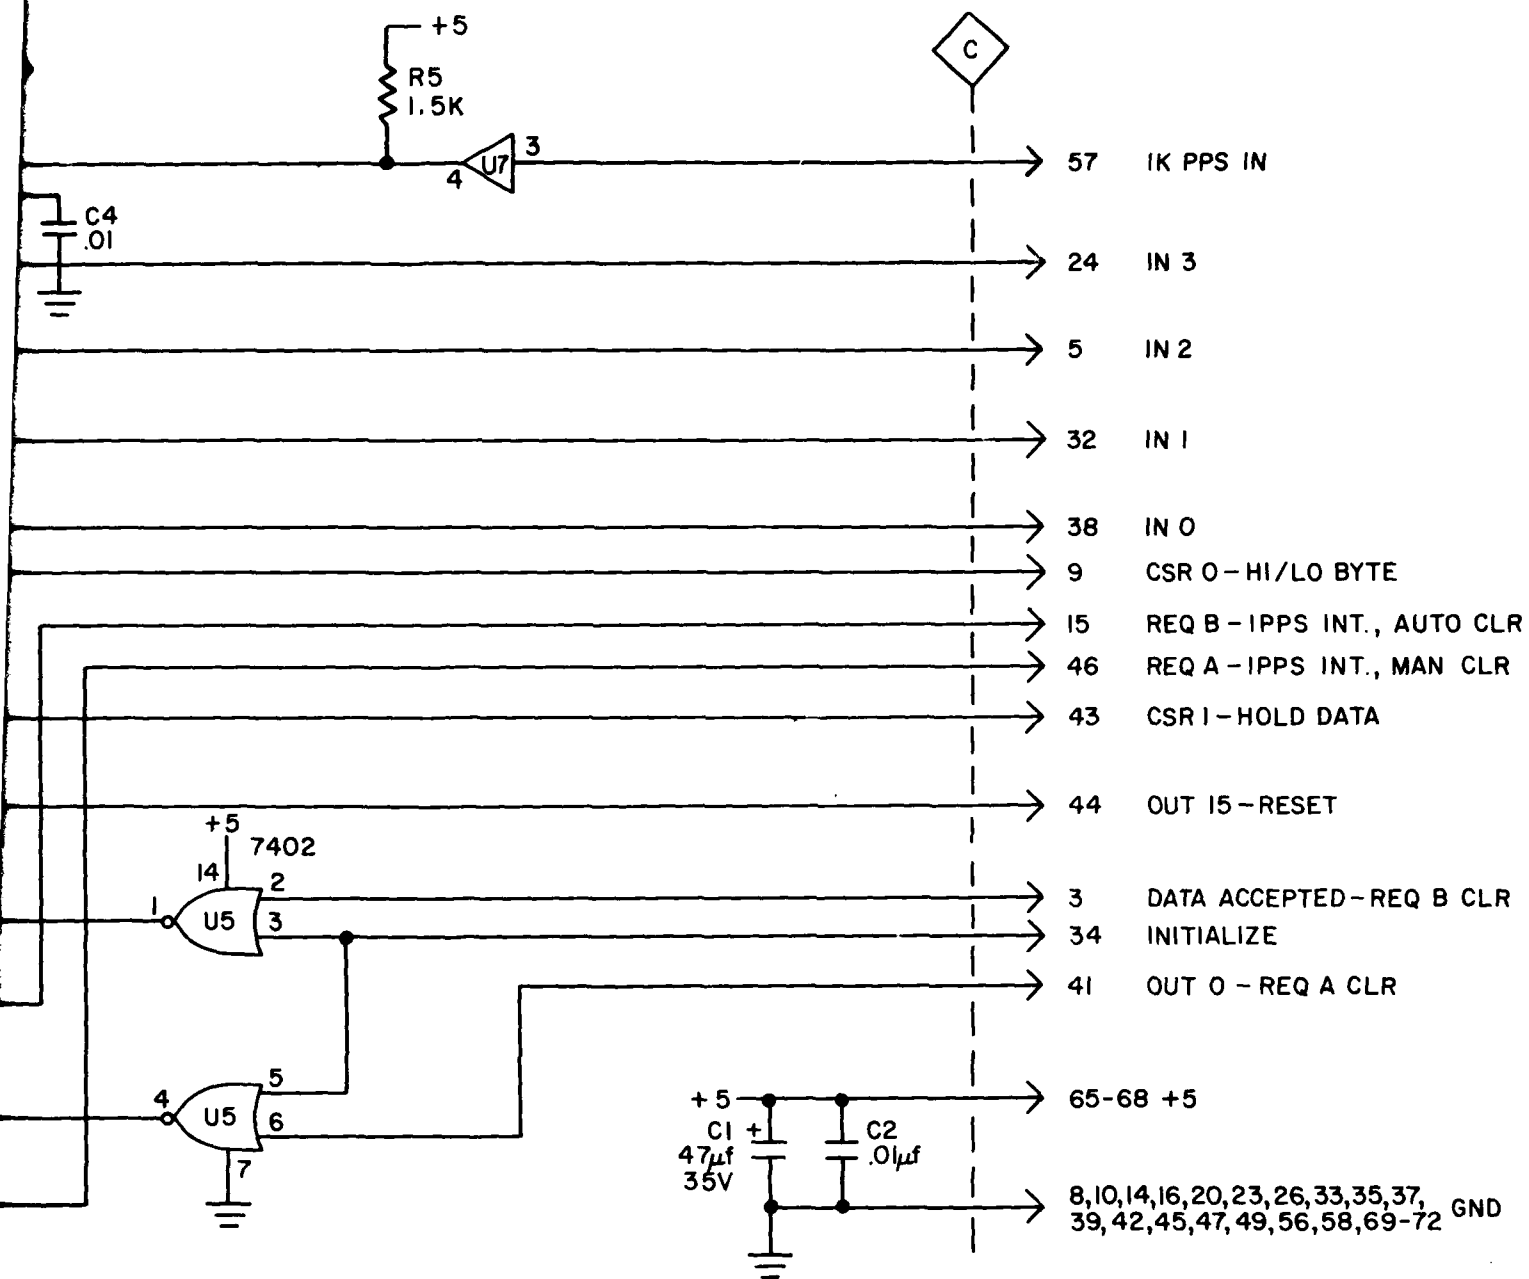 +5
C
R5
1.5K
3
U7
4
57 1K PPS IN
C4
.01
24 IN 3
5 IN 2
32 IN 1
38 IN 0
9 CSR 0-HI/LO BYTE
15 REQ B-1PPS INT., AUTO CLR
46 REQ A-1PPS INT., MAN CLR
43 CSR 1-HOLD DATA
44 OUT 15-RESET
+5
7402
14
2
1
U5
3
3 DATA ACCEPTED-REQ B CLR
34 INITIALIZE
41 OUT 0-REQ A CLR
5
4
U5
6
7
+5
65-68 +5
C1 +
47µf
35V
C2
.01µf
8,10,14,16,20,23,26,33,35,37,
39,42,45,47,49,56,58,69-72 GND